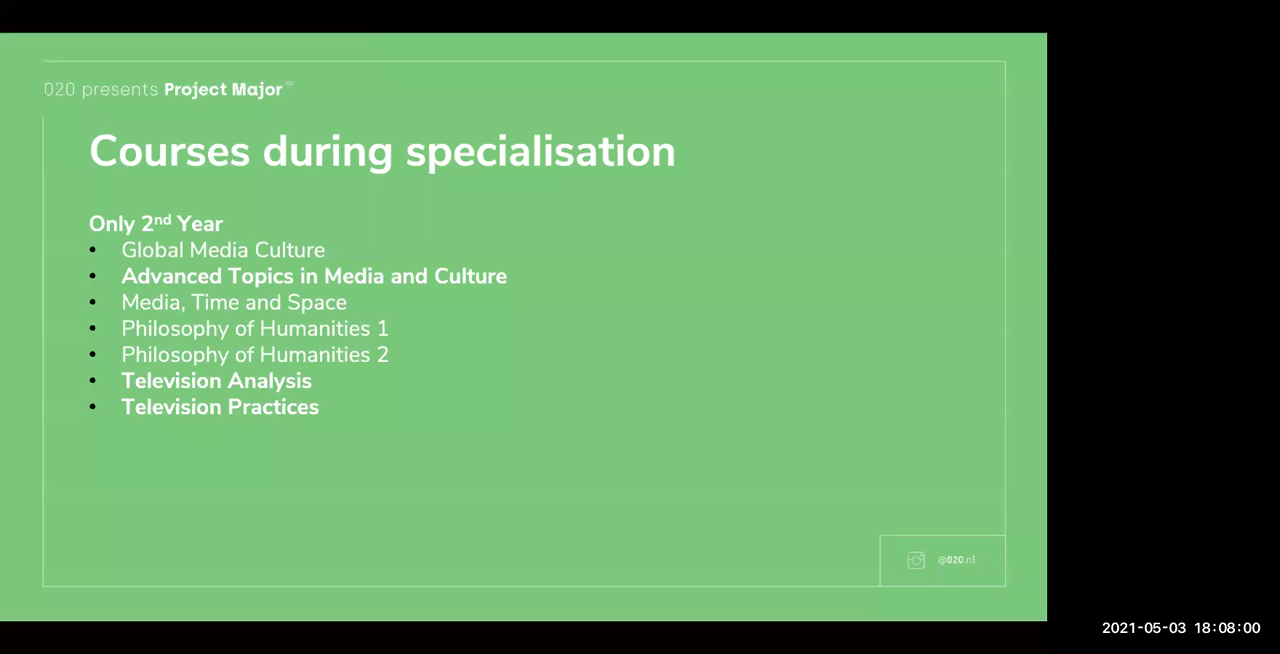 020 presents Project Major™
Courses during specialisation
Only 2nd Year
• Global Media Culture
• Advanced Topics in Media and Culture
• Media, Time and Space
• Philosophy of Humanities 1
• Philosophy of Humanities 2
• Television Analysis
• Television Practices
@020.nl
2021-05-03 18:08:00